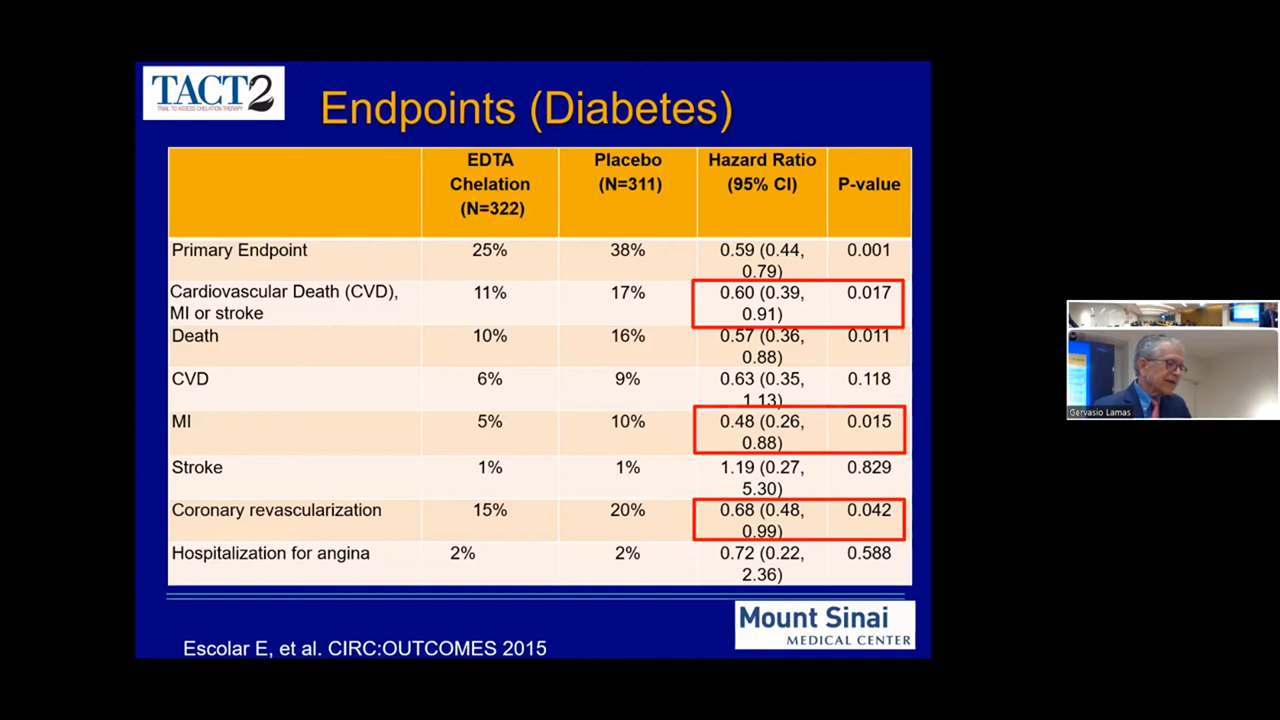 TACT2
TRIAL TO ASSESS CHELATION THERAPY
Endpoints (Diabetes)
EDTA Chelation (N=322) Placebo (N=311) Hazard Ratio (95% CI) P-value
Primary Endpoint 25% 38% 0.59 (0.44, 0.79) 0.001
Cardiovascular Death (CVD), MI or stroke 11% 17% 0.60 (0.39, 0.91) 0.017
Death 10% 16% 0.57 (0.36, 0.88) 0.011
CVD 6% 9% 0.63 (0.35, 1.13) 0.118
MI 5% 10% 0.48 (0.26, 0.88) 0.015
Stroke 1% 1% 1.19 (0.27, 5.30) 0.829
Coronary revascularization 15% 20% 0.68 (0.48, 0.99) 0.042
Hospitalization for angina 2% 2% 0.72 (0.22, 2.36) 0.588
Escolar E, et al. CIRC:OUTCOMES 2015
Mount Sinai
MEDICAL CENTER
Gervasio Lamas